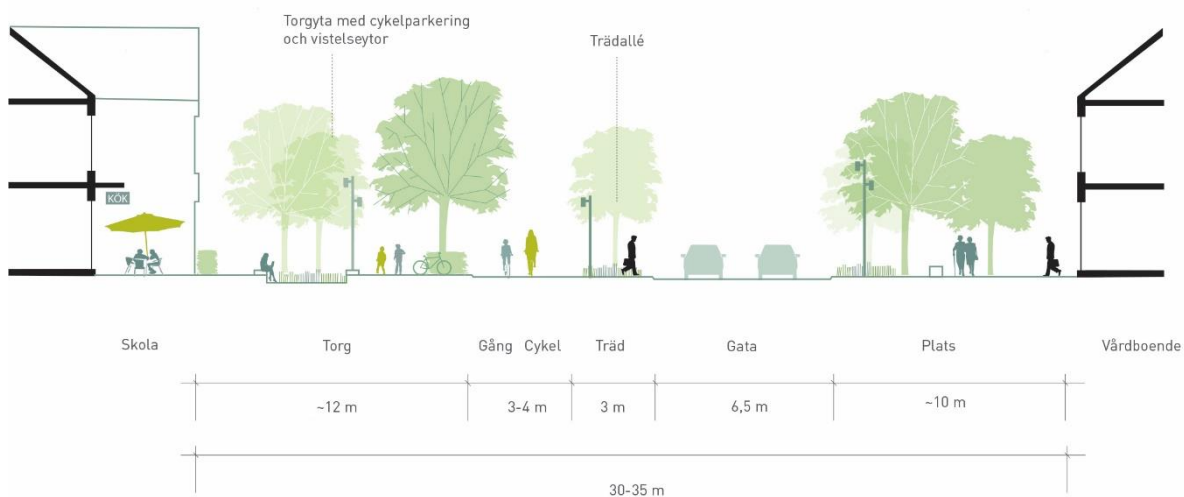 Torgyta med cykelparkering
och vistelseytor
Trädallé
KÖK
Skola
Torg
Gång Cykel
Träd
Gata
Plats
Vårdboende
~12 m
3-4 m
3 m
6,5 m
~10 m
30-35 m